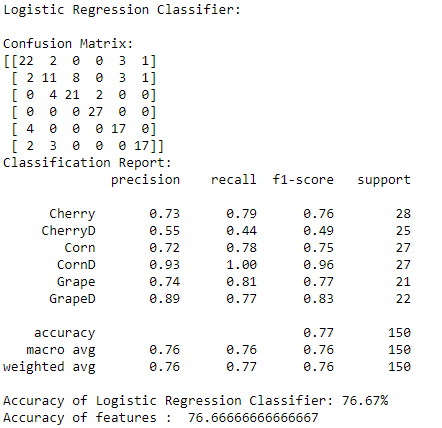 Logistic Regression Classifier:
Confusion Matrix:
[[22 2 0 0 3 1]
[ 2 11 8 0 3 1]
[ 0 4 21 2 0 0]
[ 0 0 0 27 0 0]
[ 4 0 0 0 17 0]
[ 2 3 0 0 0 17]]
Classification Report:
precision recall f1-score support
Cherry 0.73 0.79 0.76 28
CherryD 0.55 0.44 0.49 25
Corn 0.72 0.78 0.75 27
CornD 0.93 1.00 0.96 27
Grape 0.74 0.81 0.77 21
GrapeD 0.89 0.77 0.83 22
accuracy 0.77 150
macro avg 0.76 0.76 0.76 150
weighted avg 0.76 0.77 0.76 150
Accuracy of Logistic Regression Classifier: 76.67%
Accuracy of features : 76.66666666666667